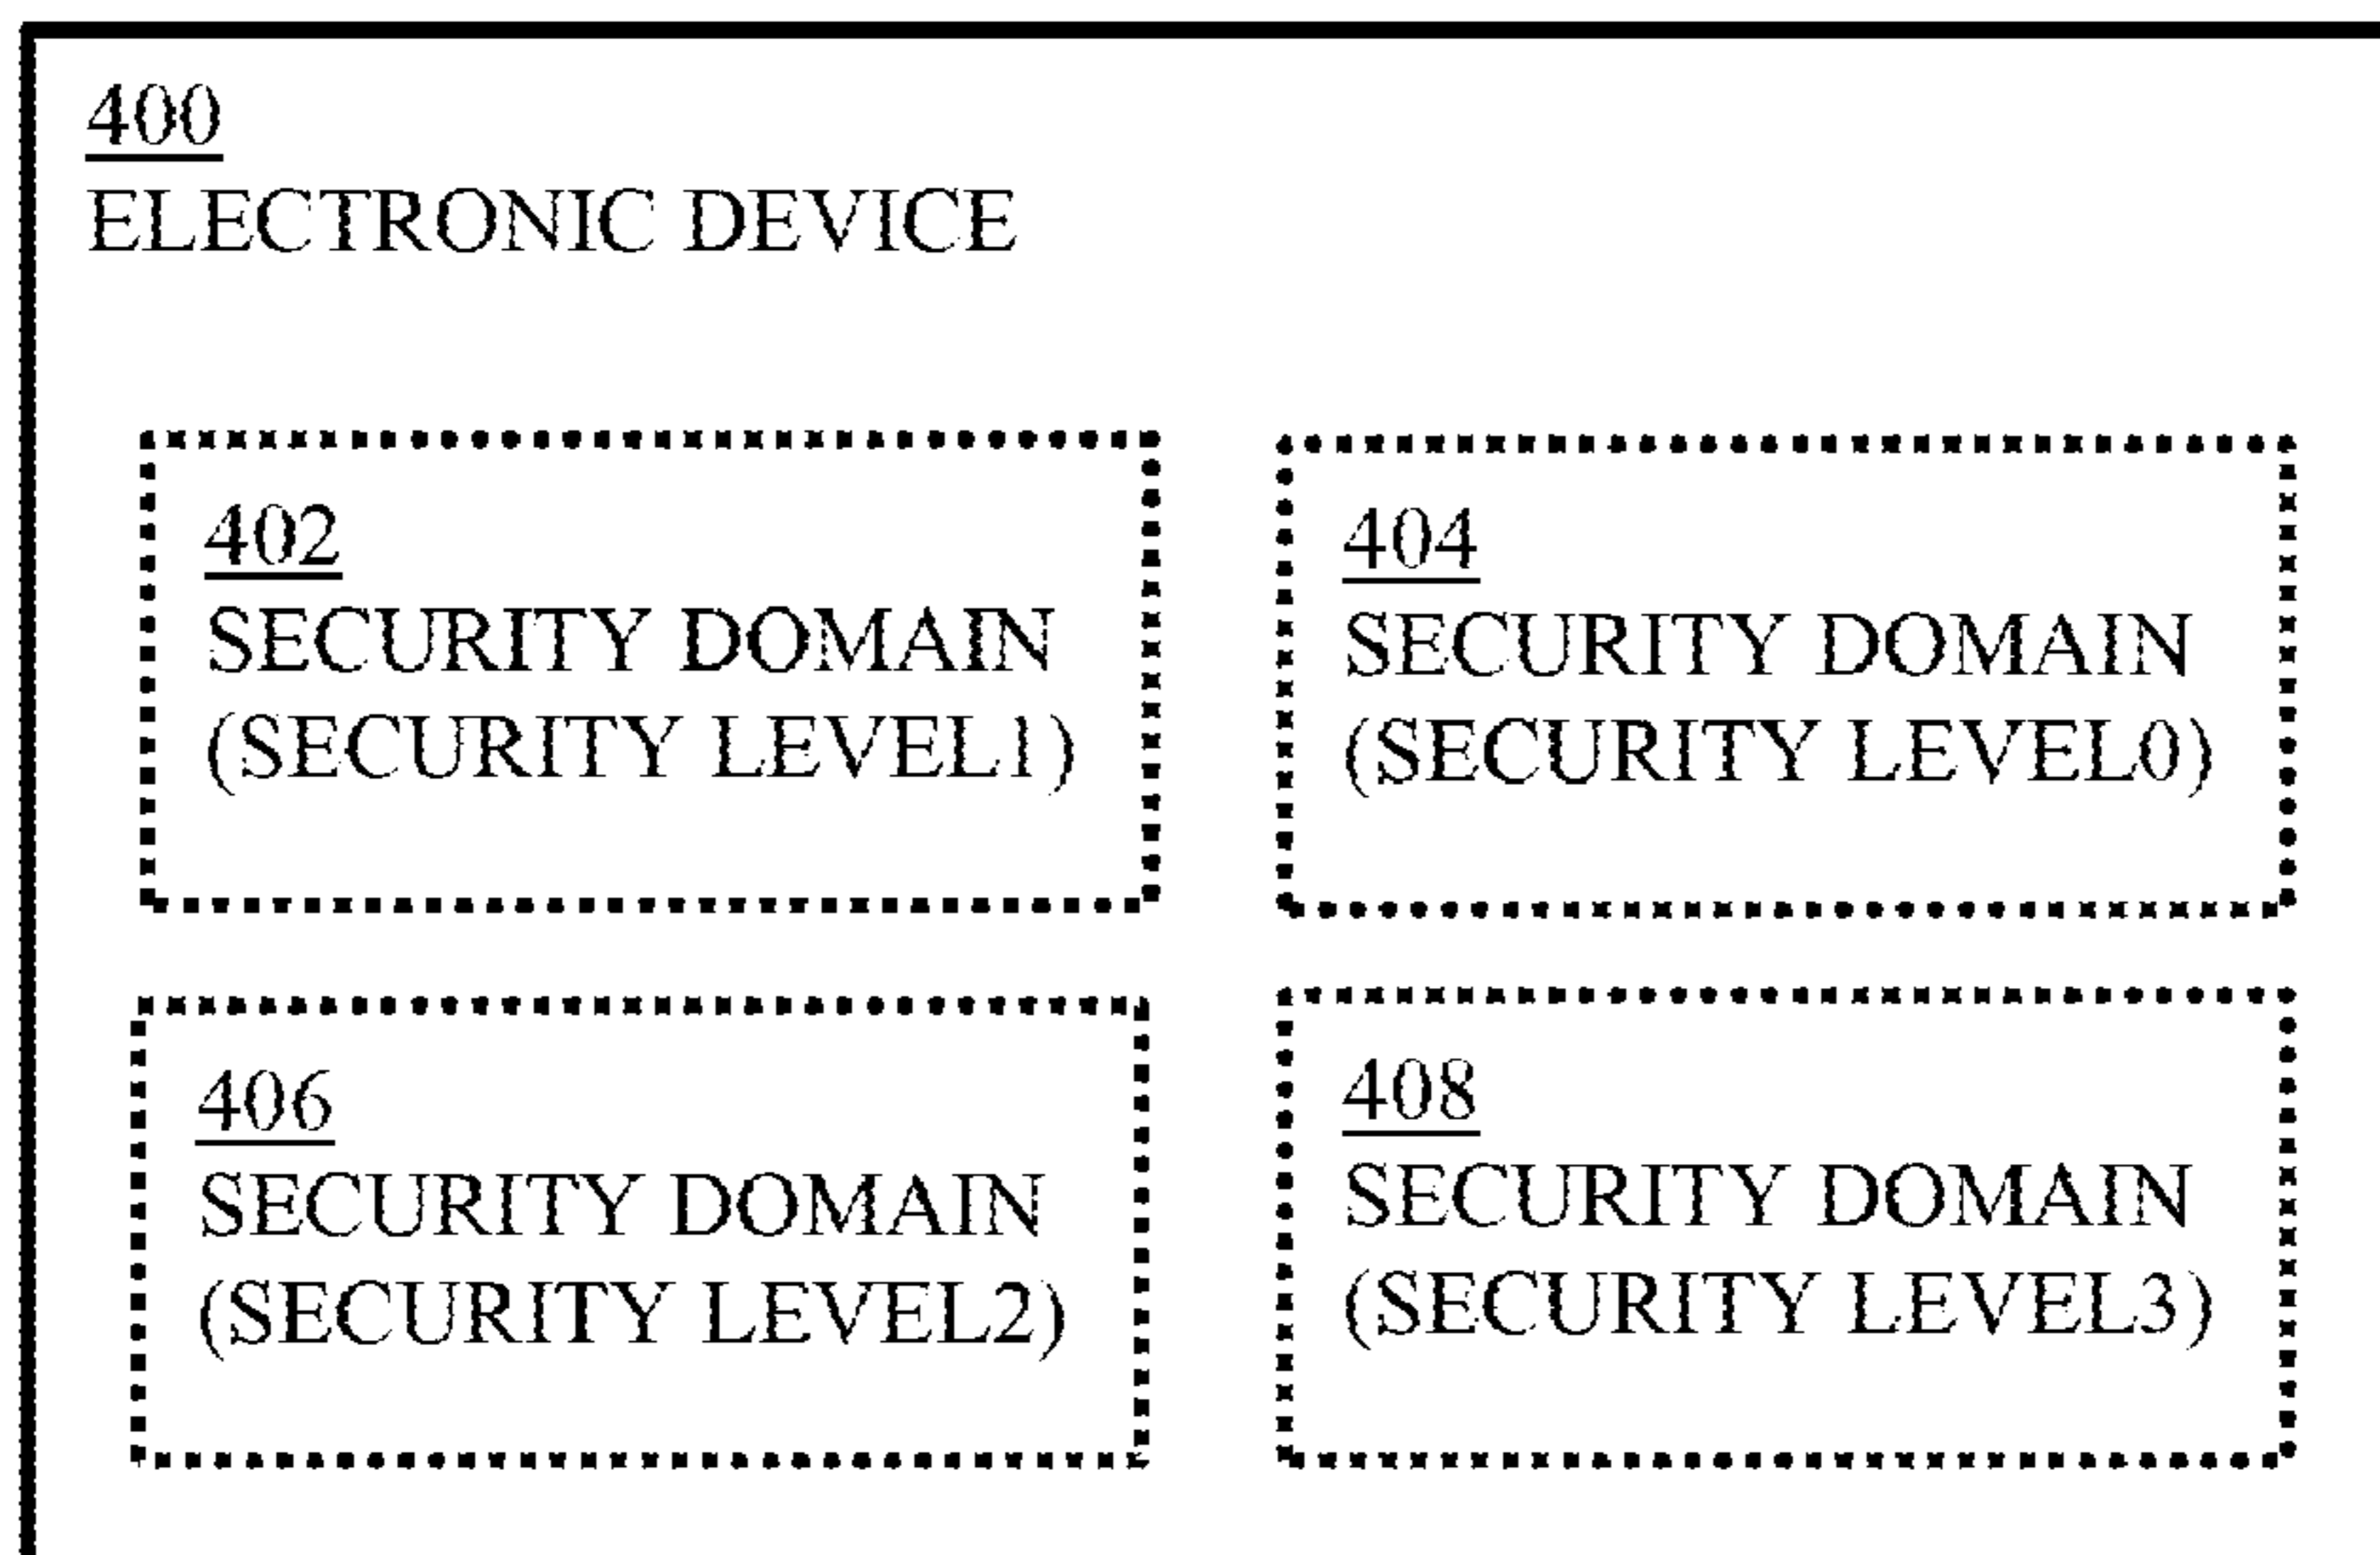 400
ELECTRONIC DEVICE
402
SECURITY DOMAIN
(SECURITY LEVEL1)
404
SECURITY DOMAIN
(SECURITY LEVEL0)
406
SECURITY DOMAIN
(SECURITY LEVEL2)
408
SECURITY DOMAIN
(SECURITY LEVEL3)